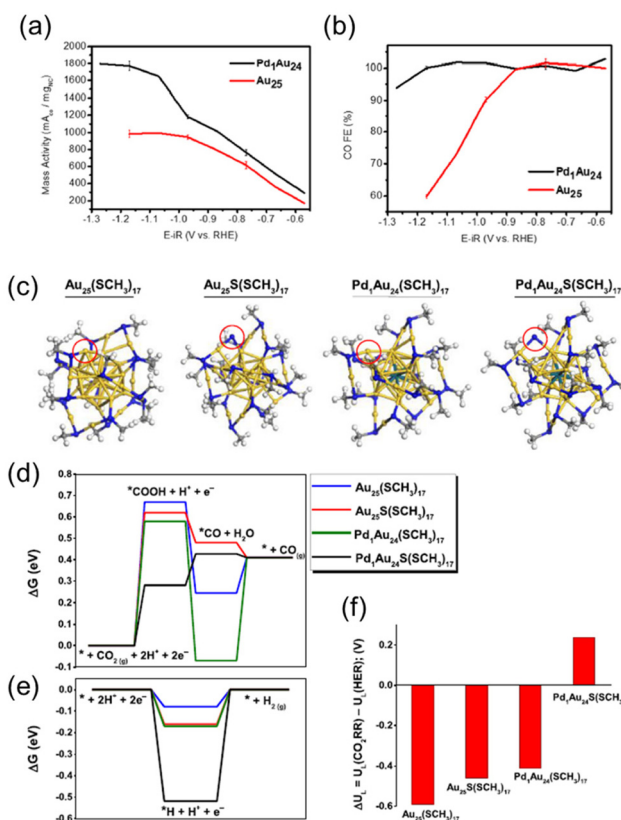 (a)
Mass Activity (mA_co / mg_NC)
2000
1800
1600
1400
1200
1000
800
600
400
200
Pd₁Au₂₄
Au₂₅
-1.3 -1.2 -1.1 -1.0 -0.9 -0.8 -0.7 -0.6
E-iR (V vs. RHE)
(b)
CO FE (%)
100
90
80
70
60
Pd₁Au₂₄
Au₂₅
-1.3 -1.2 -1.1 -1.0 -0.9 -0.8 -0.7 -0.6
E-iR (V vs. RHE)
(c)
Au₂₅(SCH₃)₁₇
Au₂₅S(SCH₃)₁₇
Pd₁Au₂₄(SCH₃)₁₇
Pd₁Au₂₄S(SCH₃)₁₇
(d)
ΔG (eV)
0.8
0.7
0.6
0.5
0.4
0.3
0.2
0.1
0.0
-0.1
*COOH + H⁺ + e⁻
*CO + H₂O
* + CO (g)
* + CO₂ (g) + 2H⁺ + 2e⁻
Au₂₅(SCH₃)₁₇
Au₂₅S(SCH₃)₁₇
Pd₁Au₂₄(SCH₃)₁₇
Pd₁Au₂₄S(SCH₃)₁₇
(e)
ΔG (eV)
0.0
-0.1
-0.2
-0.3
-0.4
-0.5
-0.6
* + 2H⁺ + 2e⁻
* + H₂ (g)
*H + H⁺ + e⁻
(f)
ΔU_L = U_L(CO₂RR) − U_L(HER); (V)
0.2
0.0
-0.2
-0.4
-0.6
Au₂₅(SCH₃)₁₇
Au₂₅S(SCH₃)₁₇
Pd₁Au₂₄(SCH₃)₁₇
Pd₁Au₂₄S(SCH₃